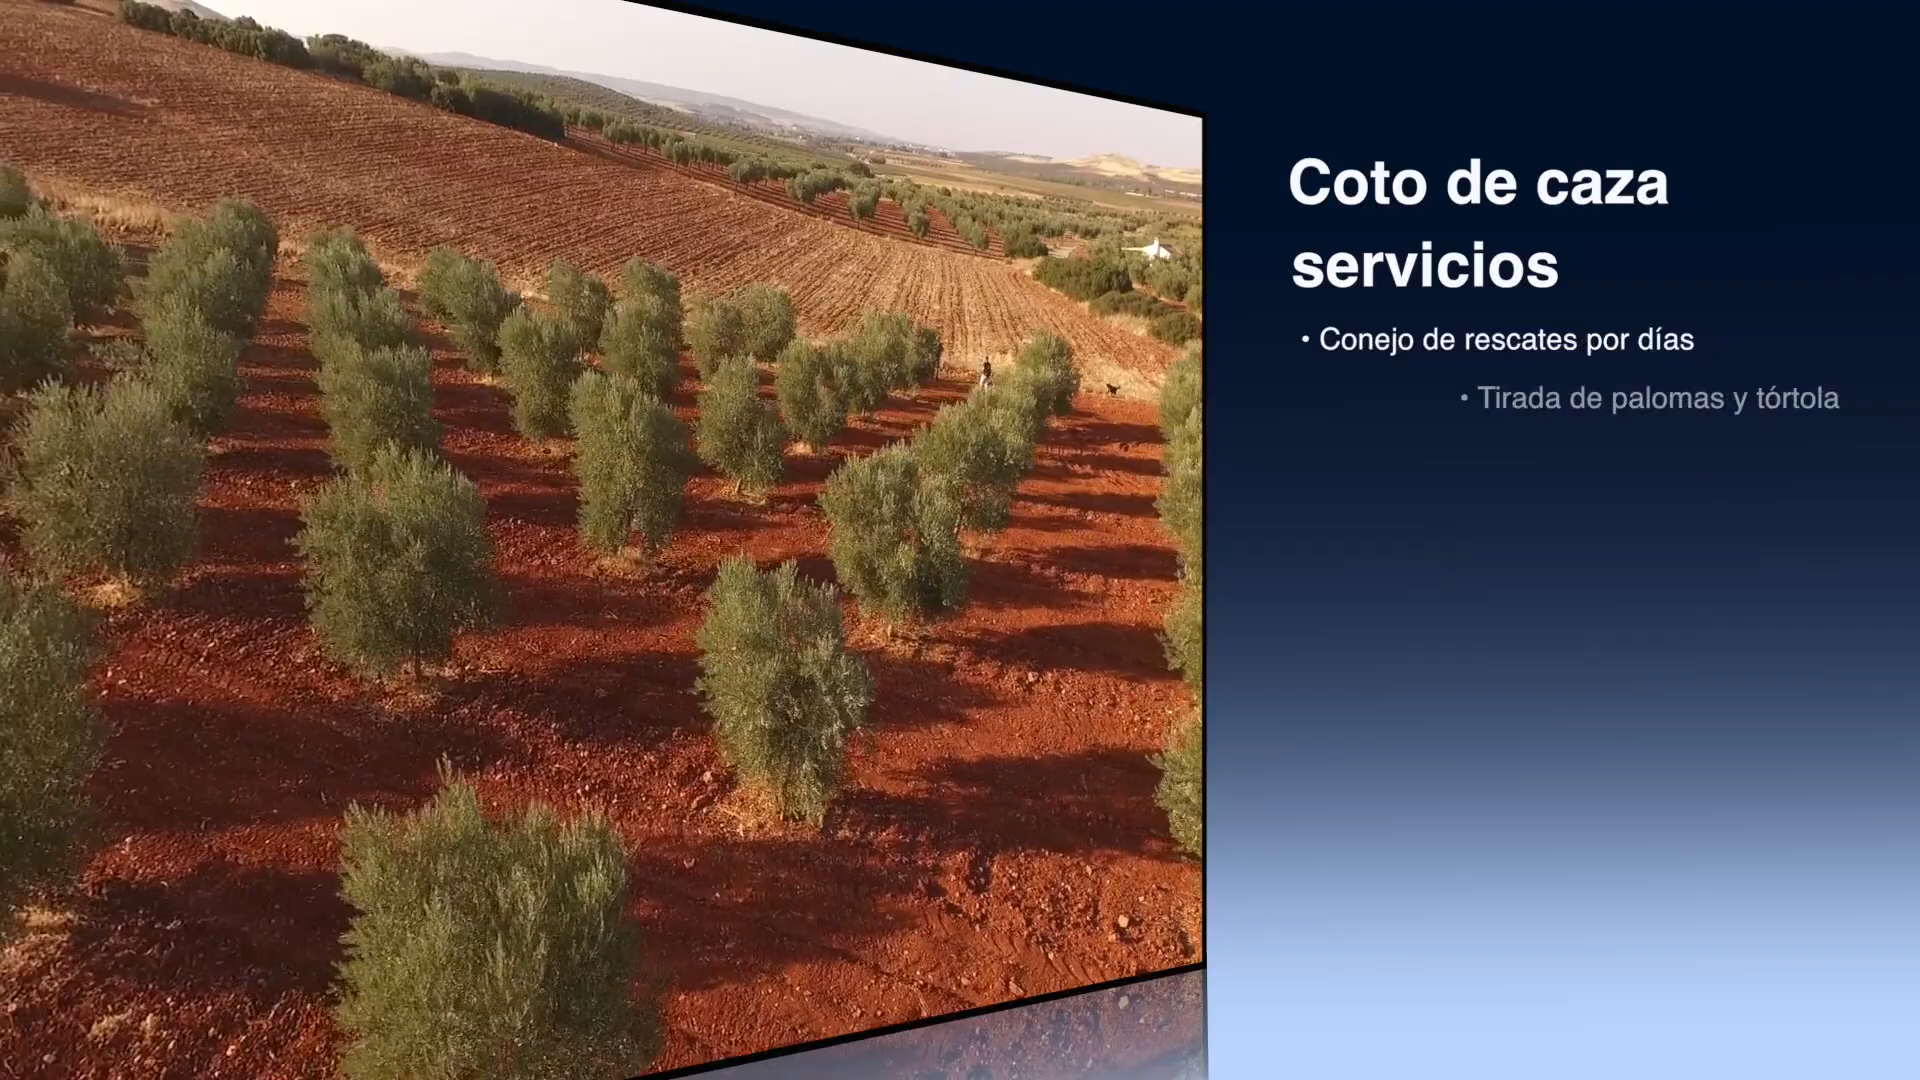 Coto de caza
servicios
• Conejo de rescates por días
• Tirada de palomas y tórtola